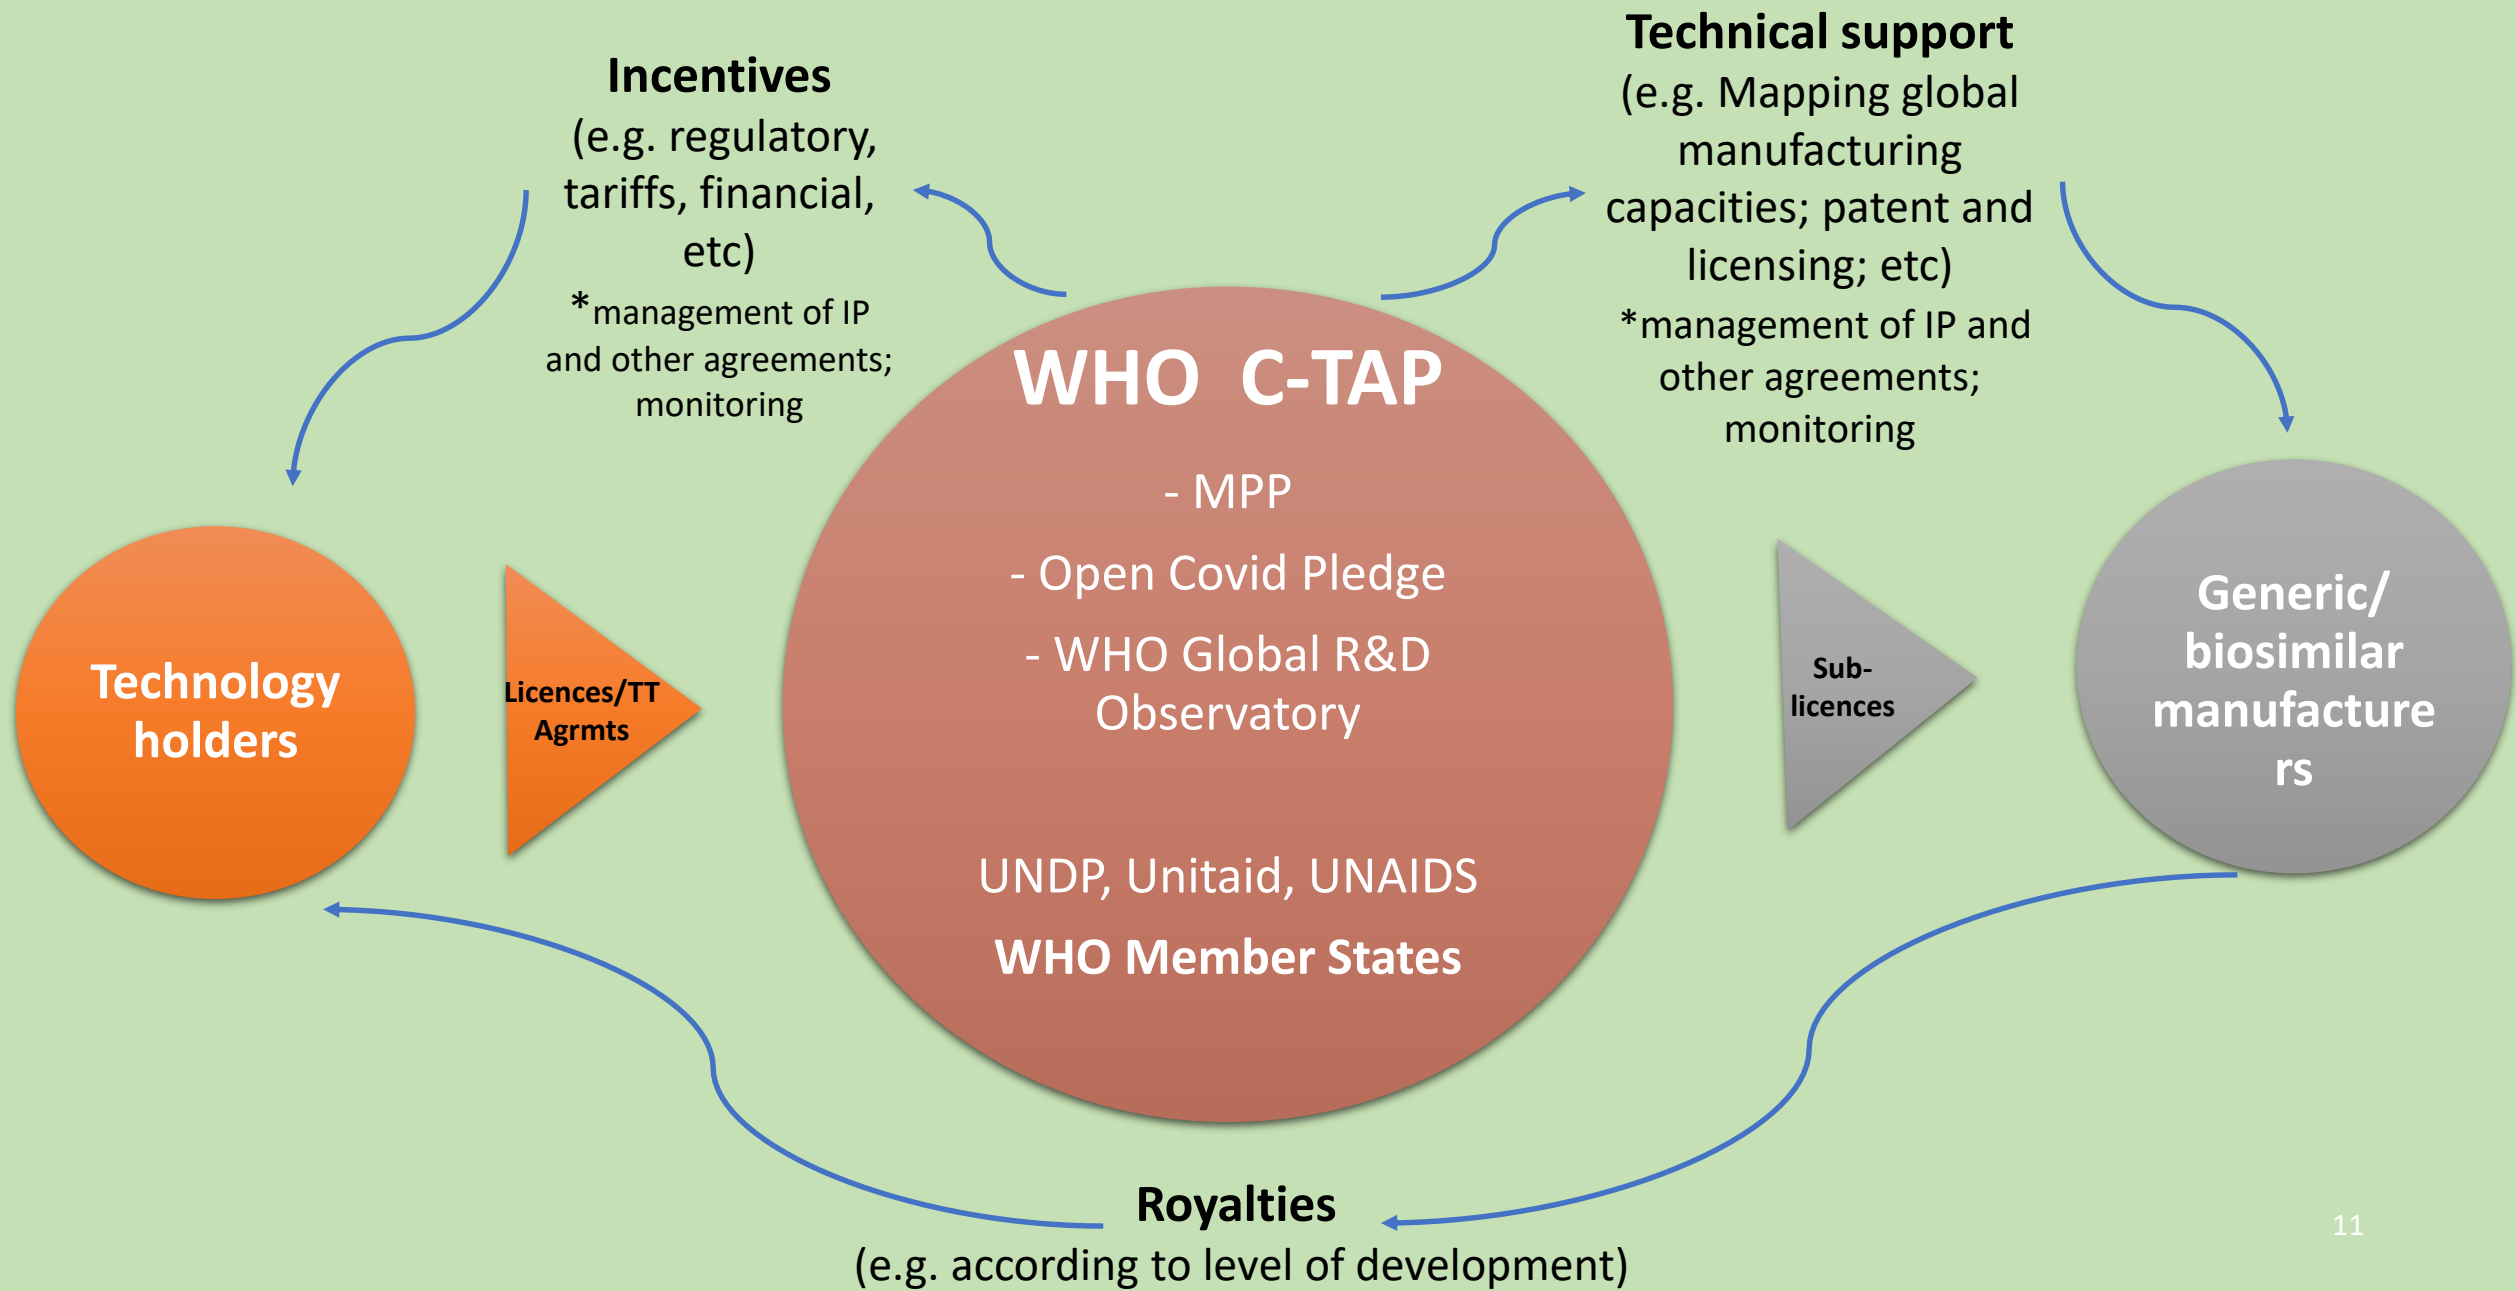 Incentives
(e.g. regulatory,
tariffs, financial,
etc)
*management of IP
and other agreements;
monitoring
Technical support
(e.g. Mapping global
manufacturing
capacities; patent and
licensing; etc)
*management of IP and
other agreements;
monitoring
Technology
holders
Licences/TT
Agrmts
WHO C-TAP
- MPP
- Open Covid Pledge
- WHO Global R&D
Observatory
UNDP, Unitaid, UNAIDS
WHO Member States
Sub-
licences
Generic/
biosimilar
manufacture
rs
Royalties
(e.g. according to level of development)
11